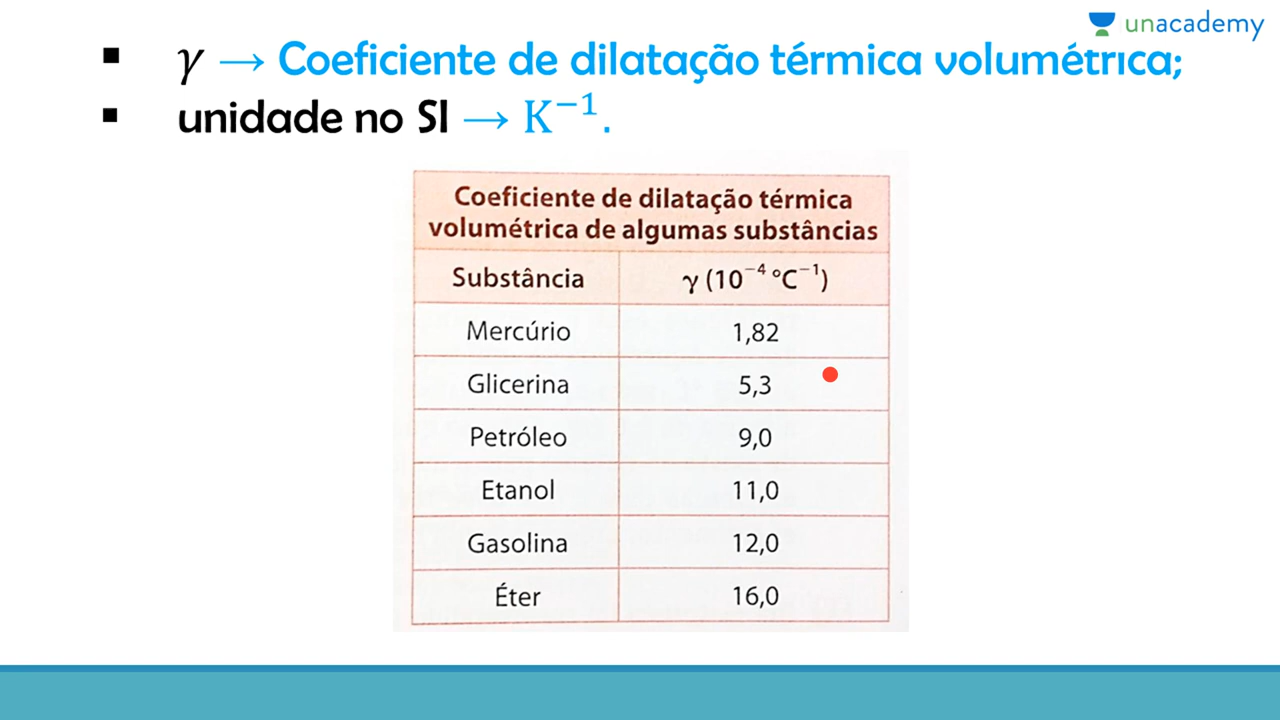 unacademy
▪ γ → Coeficiente de dilatação térmica volumétrica;
▪ unidade no SI → K⁻¹.
Coeficiente de dilatação térmica
volumétrica de algumas substâncias
Substância γ (10⁻⁴ °C⁻¹)
Mercúrio 1,82
Glicerina 5,3
Petróleo 9,0
Etanol 11,0
Gasolina 12,0
Éter 16,0